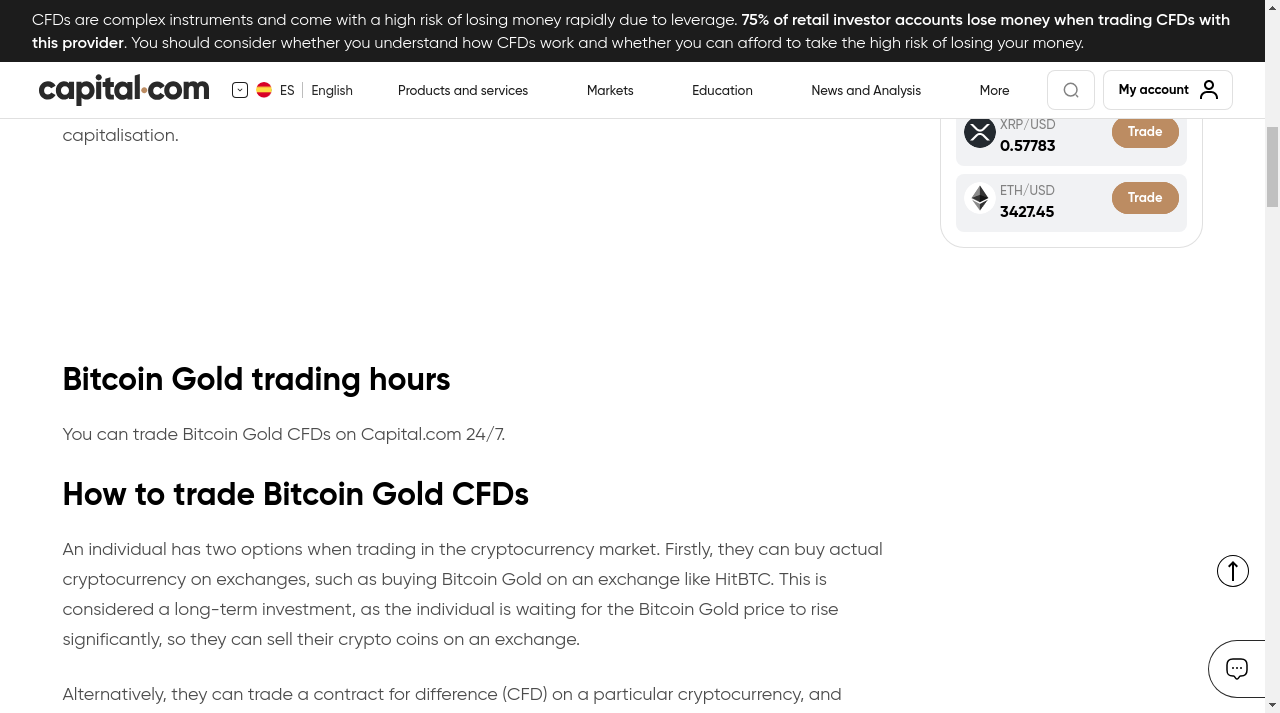 CFDs are complex instruments and come with a high risk of losing money rapidly due to leverage. 75% of retail investor accounts lose money when trading CFDs with
this provider. You should consider whether you understand how CFDs work and whether you can afford to take the high risk of losing your money.
capital.com
ES
English
Products and services
Markets
Education
News and Analysis
More
My account
capitalisation.
XRP/USD
0.57783
Trade
ETH/USD
3427.45
Trade
Bitcoin Gold trading hours
You can trade Bitcoin Gold CFDs on Capital.com 24/7.
How to trade Bitcoin Gold CFDs
An individual has two options when trading in the cryptocurrency market. Firstly, they can buy actual
cryptocurrency on exchanges, such as buying Bitcoin Gold on an exchange like HitBTC. This is
considered a long-term investment, as the individual is waiting for the Bitcoin Gold price to rise
significantly, so they can sell their crypto coins on an exchange.
Alternatively, they can trade a contract for difference (CFD) on a particular cryptocurrency, and